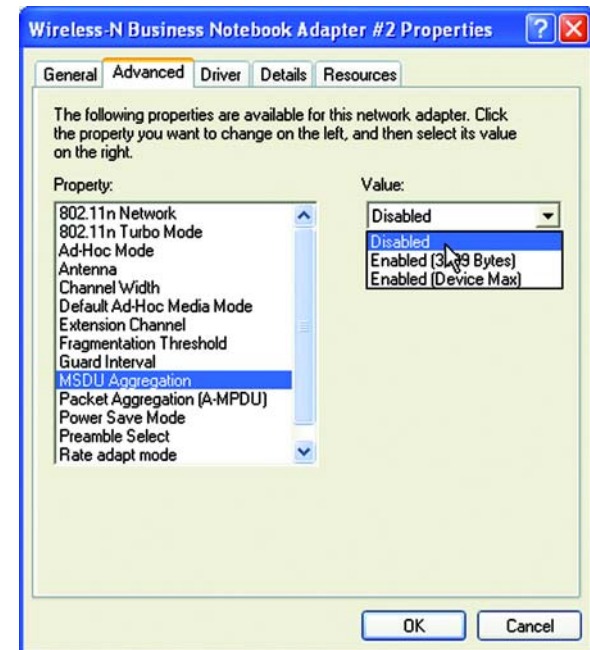 Wireless-N Business Notebook Adapter #2 Properties
General Advanced Driver Details Resources
The following properties are available for this network adapter. Click
the property you want to change on the left, and then select its value
on the right.
Property:
802.11n Network
802.11n Turbo Mode
Ad-Hoc Mode
Antenna
Channel Width
Default Ad-Hoc Media Mode
Extension Channel
Fragmentation Threshold
Guard Interval
MSDU Aggregation
Packet Aggregation (A-MPDU)
Power Save Mode
Preamble Select
Rate adapt mode
Value:
Disabled
Disabled
Enabled ( Bytes)
Enabled (Device Max)
OK Cancel